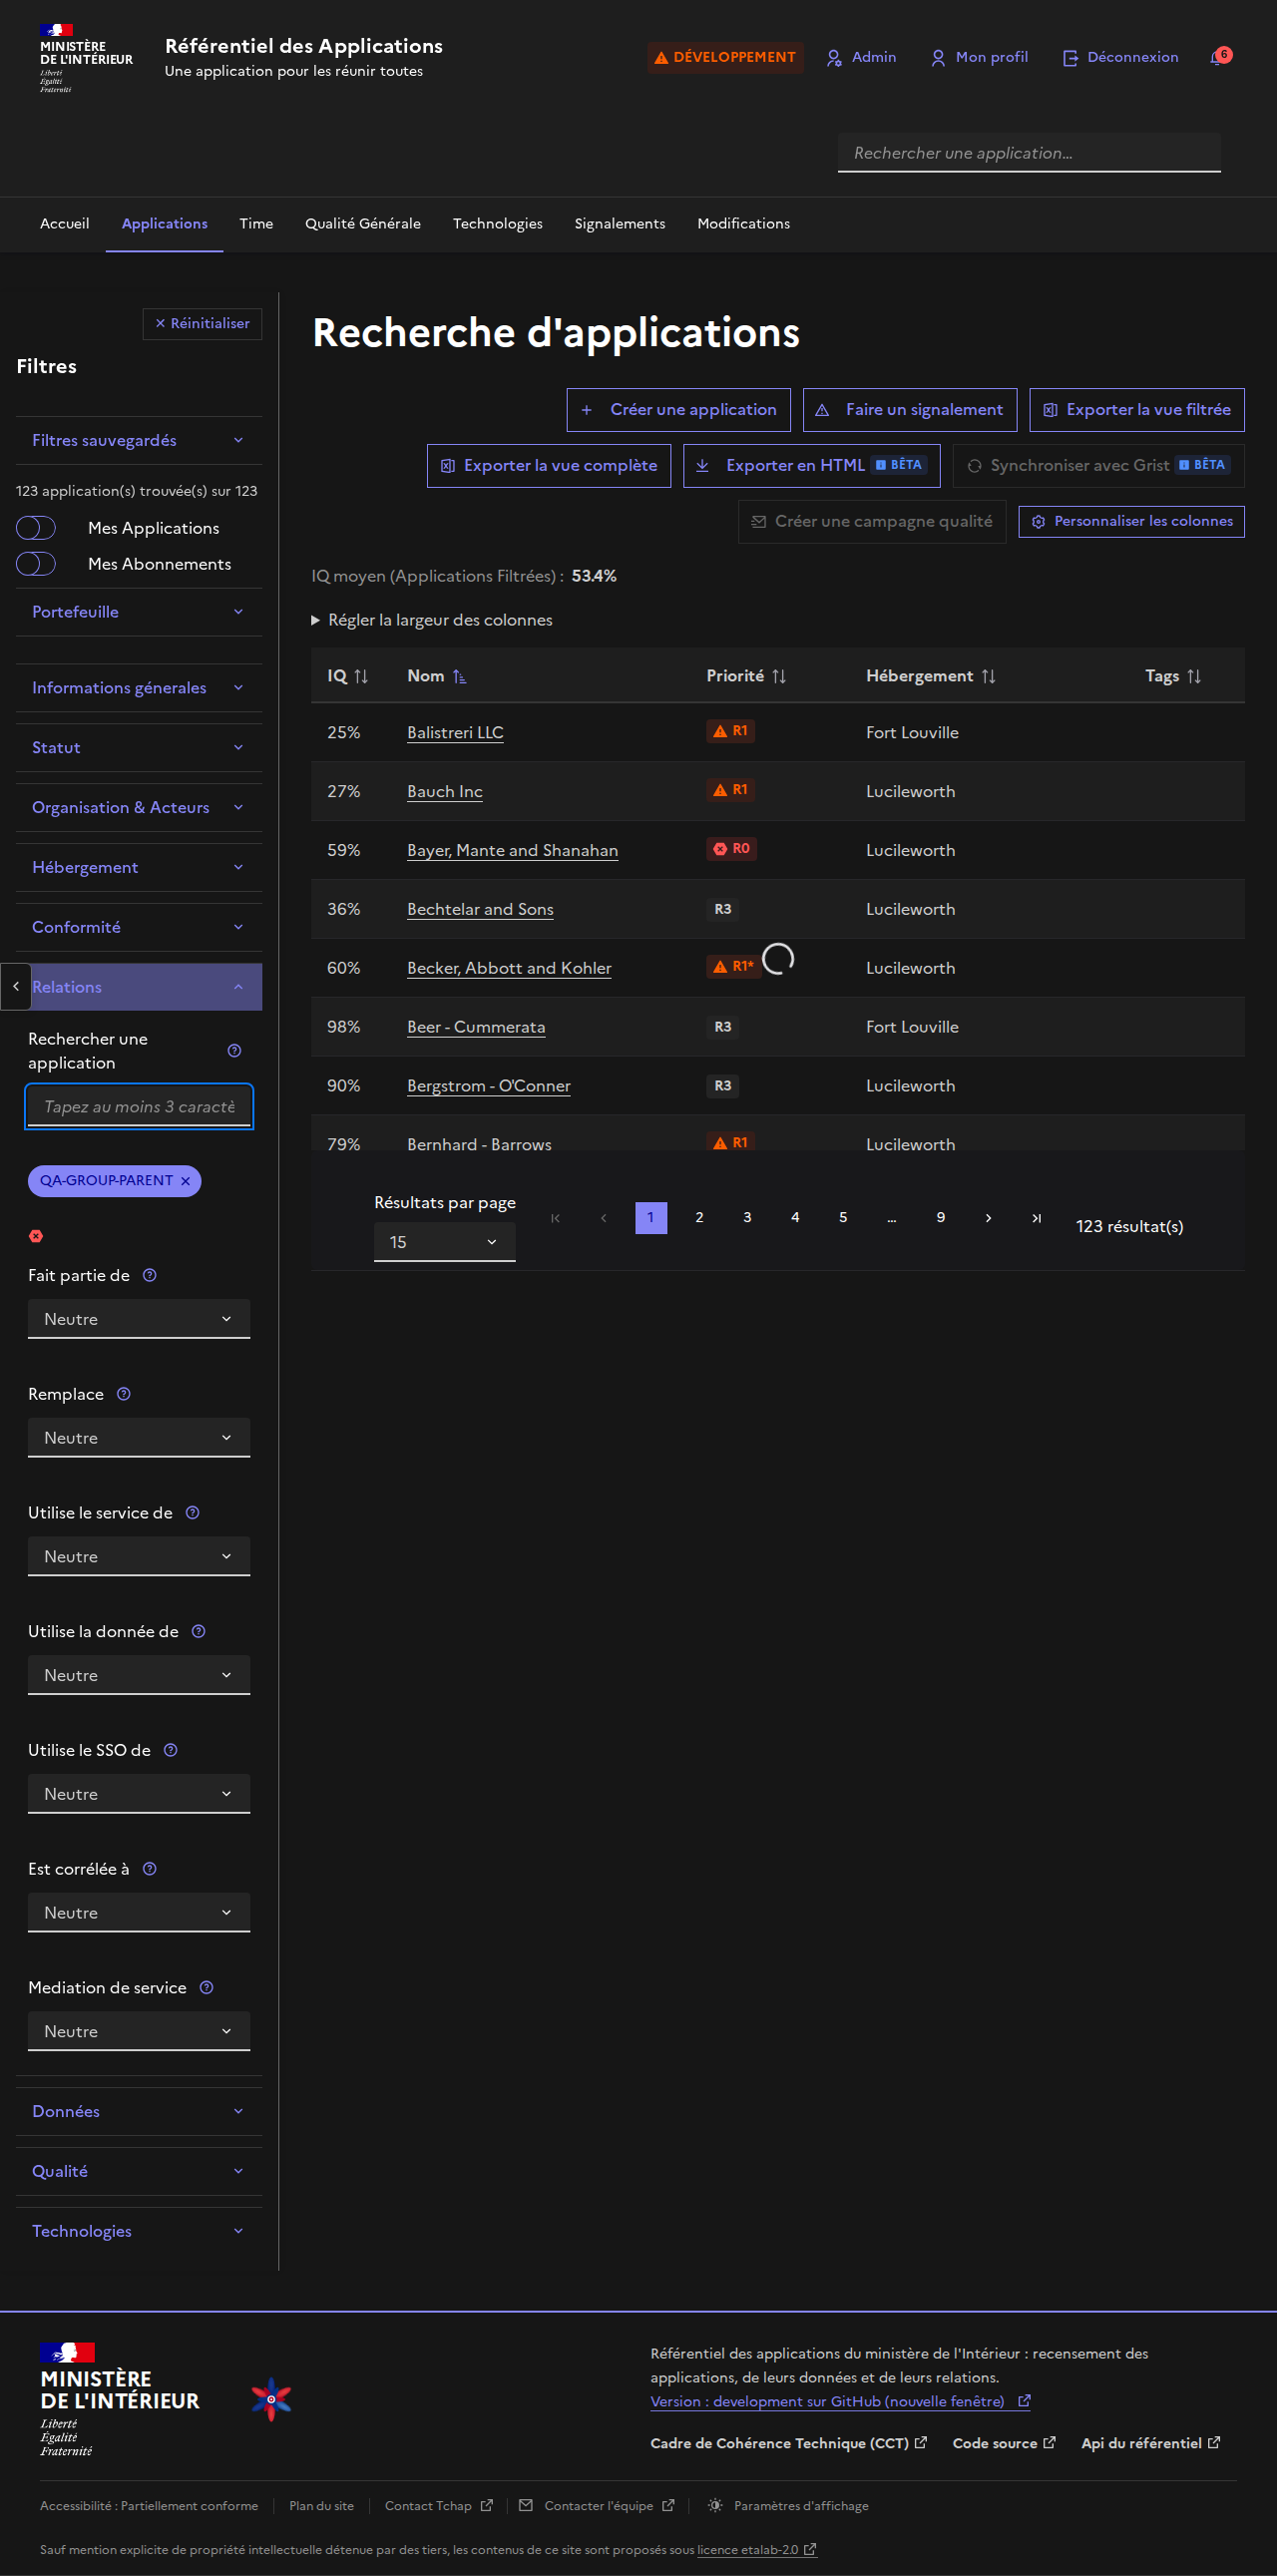 MINISTÈRE
DE L'INTÉRIEUR
Liberté
Égalité
Fraternité
Référentiel des Applications
Une application pour les réunir toutes
DÉVELOPPEMENT
Admin
Mon profil
Déconnexion
6
Rechercher une application...
Accueil Applications Time Qualité Générale Technologies Signalements Modifications
Réinitialiser
Filtres
Filtres sauvegardés
123 application(s) trouvée(s) sur 123
Mes Applications
Mes Abonnements
Portefeuille
Informations génerales
Statut
Organisation & Acteurs
Hébergement
Conformité
Relations
Rechercher une
application
Tapez au moins 3 caractè
QA-GROUP-PARENT
Fait partie de
Neutre
Remplace
Neutre
Utilise le service de
Neutre
Utilise la donnée de
Neutre
Utilise le SSO de
Neutre
Est corrélée à
Neutre
Mediation de service
Neutre
Données
Qualité
Technologies
Recherche d'applications
Créer une application
Faire un signalement
Exporter la vue filtrée
Exporter la vue complète
Exporter en HTML BÊTA
Synchroniser avec Grist BÊTA
Créer une campagne qualité
Personnaliser les colonnes
IQ moyen (Applications Filtrées) : 53.4%
Régler la largeur des colonnes
IQ Nom Priorité Hébergement Tags
25% Balistreri LLC R1 Fort Louville
27% Bauch Inc R1 Lucileworth
59% Bayer, Mante and Shanahan R0 Lucileworth
36% Bechtelar and Sons R3 Lucileworth
60% Becker, Abbott and Kohler R1* Lucileworth
98% Beer - Cummerata R3 Fort Louville
90% Bergstrom - O'Conner R3 Lucileworth
79% Bernhard - Barrows R1 Lucileworth
Résultats par page
15
1 2 3 4 5 … 9
123 résultat(s)
MINISTÈRE
DE L'INTÉRIEUR
Liberté
Égalité
Fraternité
Référentiel des applications du ministère de l'Intérieur : recensement des
applications, de leurs données et de leurs relations.
Version : development sur GitHub (nouvelle fenêtre)
Cadre de Cohérence Technique (CCT) Code source Api du référentiel
Accessibilité : Partiellement conforme Plan du site Contact Tchap Contacter l'équipe Paramètres d'affichage
Sauf mention explicite de propriété intellectuelle détenue par des tiers, les contenus de ce site sont proposés sous licence etalab-2.0